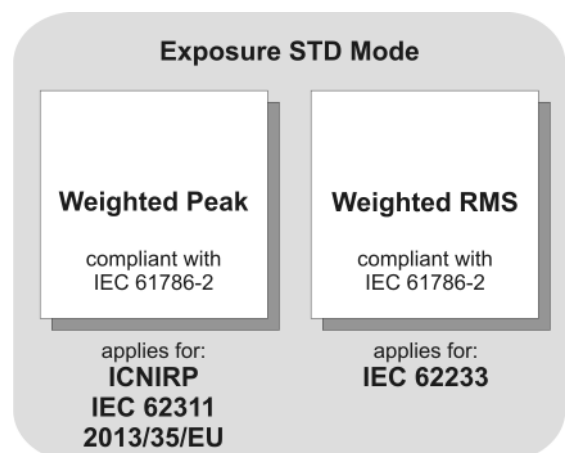 Exposure STD Mode
Weighted Peak
compliant with
IEC 61786-2
applies for:
ICNIRP
IEC 62311
2013/35/EU
Weighted RMS
compliant with
IEC 61786-2
applies for:
IEC 62233